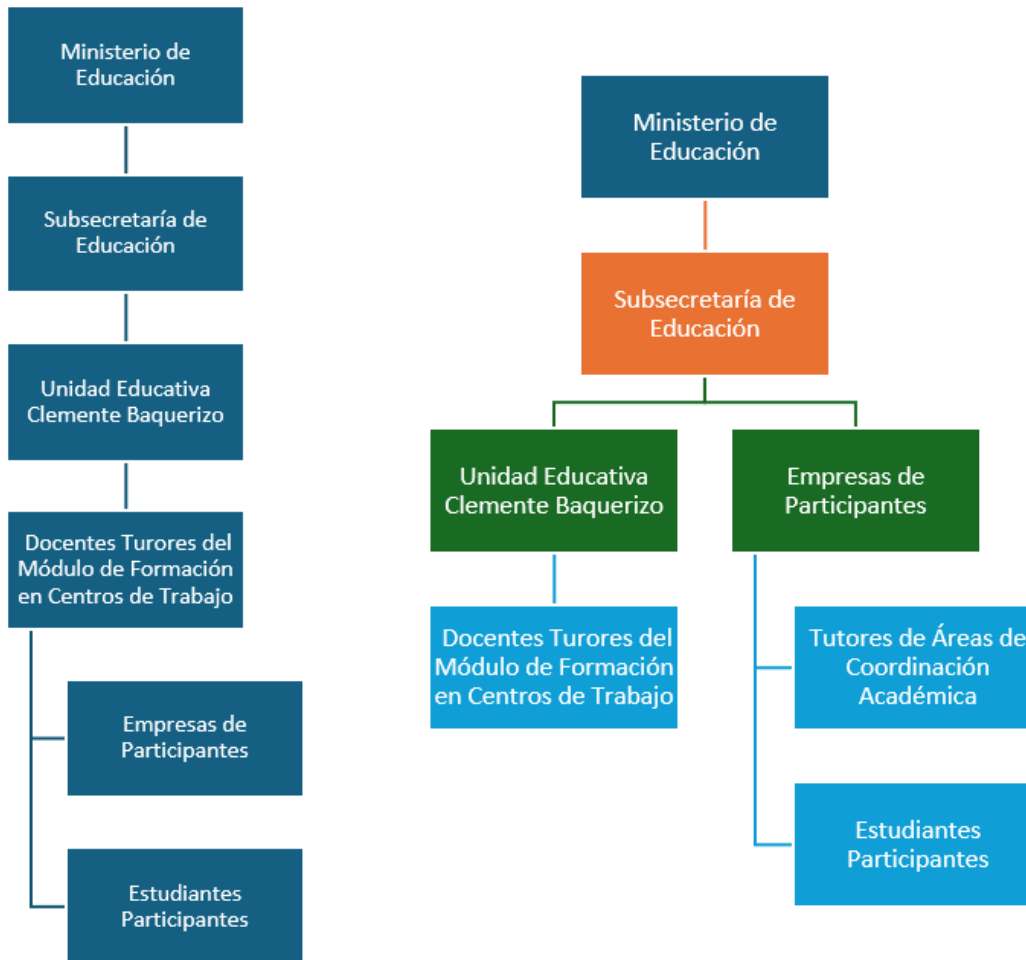 Ministerio de
Educación
Subsecretaría de
Educación
Unidad Educativa
Clemente Baquerizo
Docentes Turores del
Módulo de Formación
en Centros de Trabajo
Empresas de
Participantes
Estudiantes
Participantes
Ministerio de
Educación
Subsecretaría de
Educación
Unidad Educativa
Clemente Baquerizo
Empresas de
Participantes
Docentes Turores del
Módulo de Formación
en Centros de Trabajo
Tutores de Áreas de
Coordinación
Académica
Estudiantes
Participantes